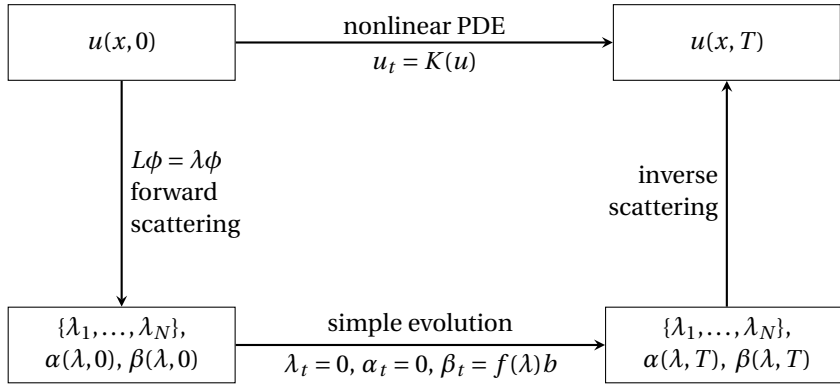 u(x,0)
nonlinear PDE
u_t = K(u)
u(x,T)
Lϕ = λϕ
forward
scattering
inverse
scattering
{λ_1,…,λ_N},
α(λ,0), β(λ,0)
simple evolution
λ_t = 0, α_t = 0, β_t = f(λ)b
{λ_1,…,λ_N},
α(λ,T), β(λ,T)